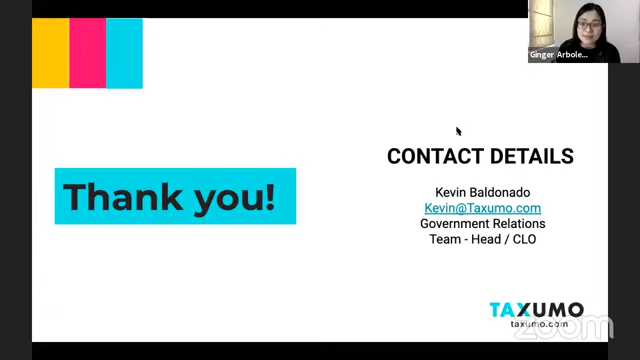 Ginger Arbole...
CONTACT DETAILS
Thank you!
Kevin Baldonado
Kevin@Taxumo.com
Government Relations
Team - Head / CLO
TAXUMO
taxumo.com
zoom